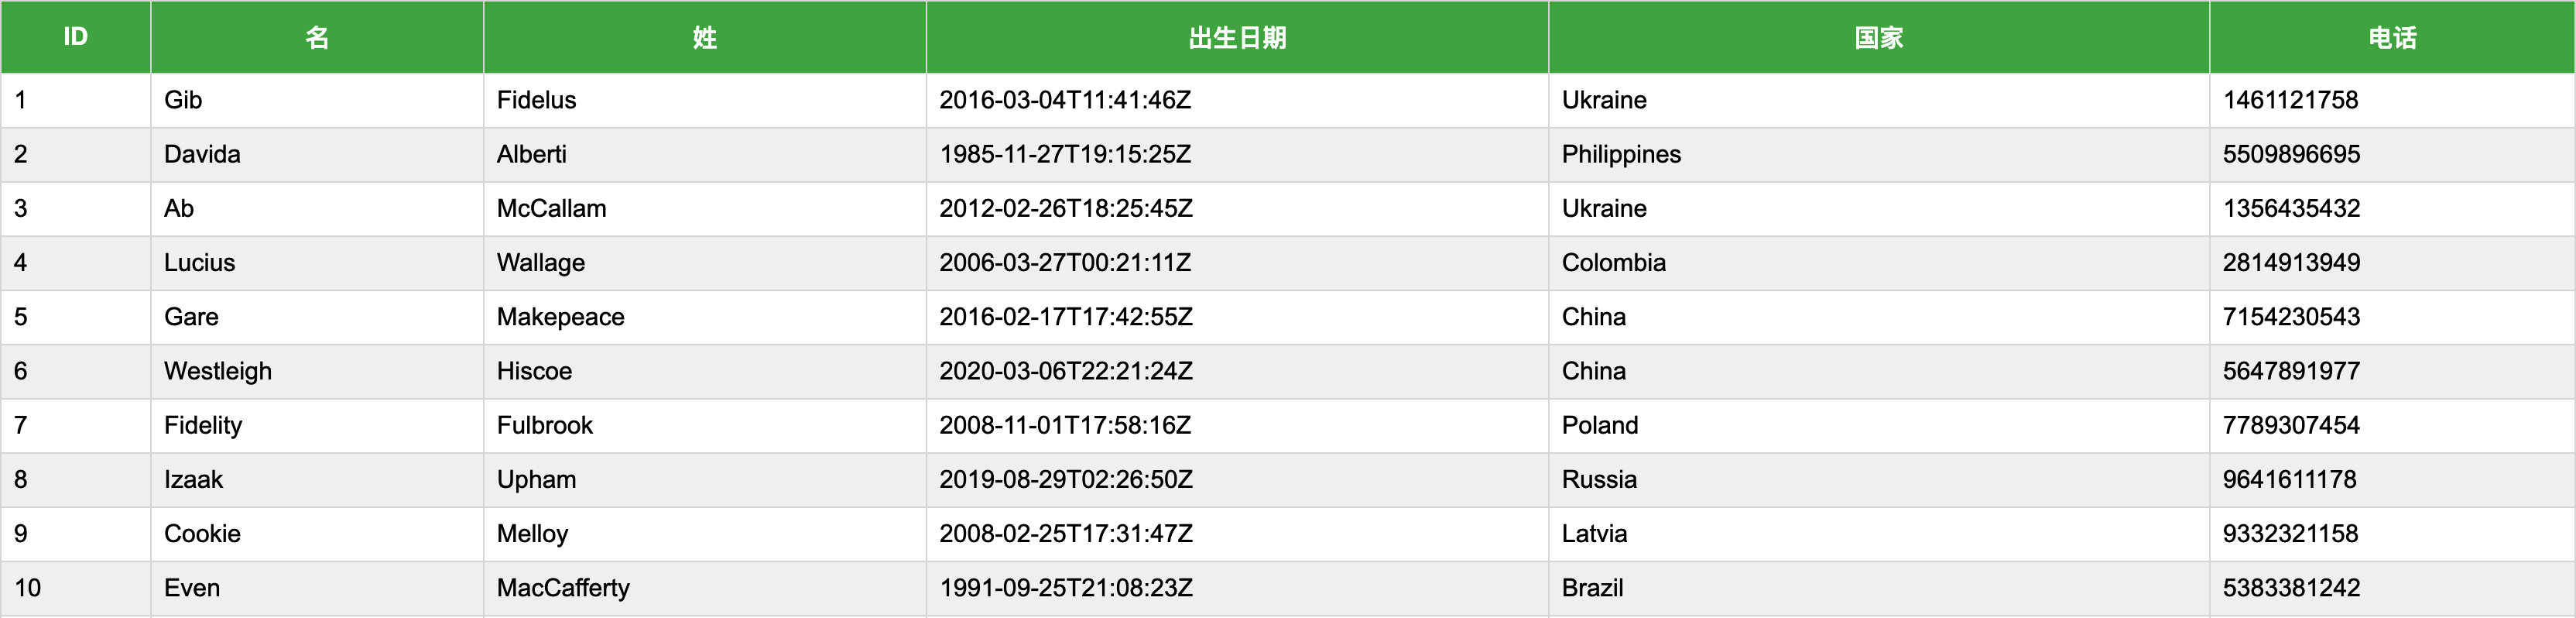 ID 名 姓 出生日期 国家 电话
1 Gib Fidelus 2016-03-04T11:41:46Z Ukraine 1461121758
2 Davida Alberti 1985-11-27T19:15:25Z Philippines 5509896695
3 Ab McCallam 2012-02-26T18:25:45Z Ukraine 1356435432
4 Lucius Wallage 2006-03-27T00:21:11Z Colombia 2814913949
5 Gare Makepeace 2016-02-17T17:42:55Z China 7154230543
6 Westleigh Hiscoe 2020-03-06T22:21:24Z China 5647891977
7 Fidelity Fulbrook 2008-11-01T17:58:16Z Poland 7789307454
8 Izaak Upham 2019-08-29T02:26:50Z Russia 9641611178
9 Cookie Melloy 2008-02-25T17:31:47Z Latvia 9332321158
10 Even MacCafferty 1991-09-25T21:08:23Z Brazil 5383381242